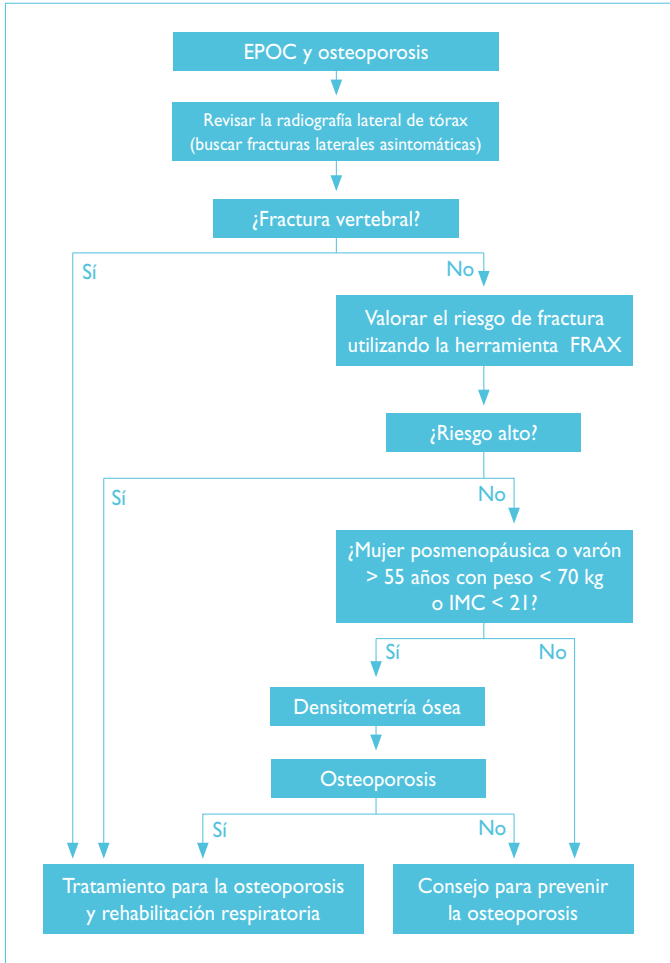 EPOC y osteoporosis
Revisar la radiografía lateral de tórax
(buscar fracturas laterales asintomáticas)
¿Fractura vertebral?
Sí
No
Valorar el riesgo de fractura
utilizando la herramienta FRAX
¿Riesgo alto?
Sí
No
¿Mujer posmenopáusica o varón
> 55 años con peso < 70 kg
o IMC < 21?
Sí
No
Densitometría ósea
Osteoporosis
Sí
No
Tratamiento para la osteoporosis
y rehabilitación respiratoria
Consejo para prevenir
la osteoporosis